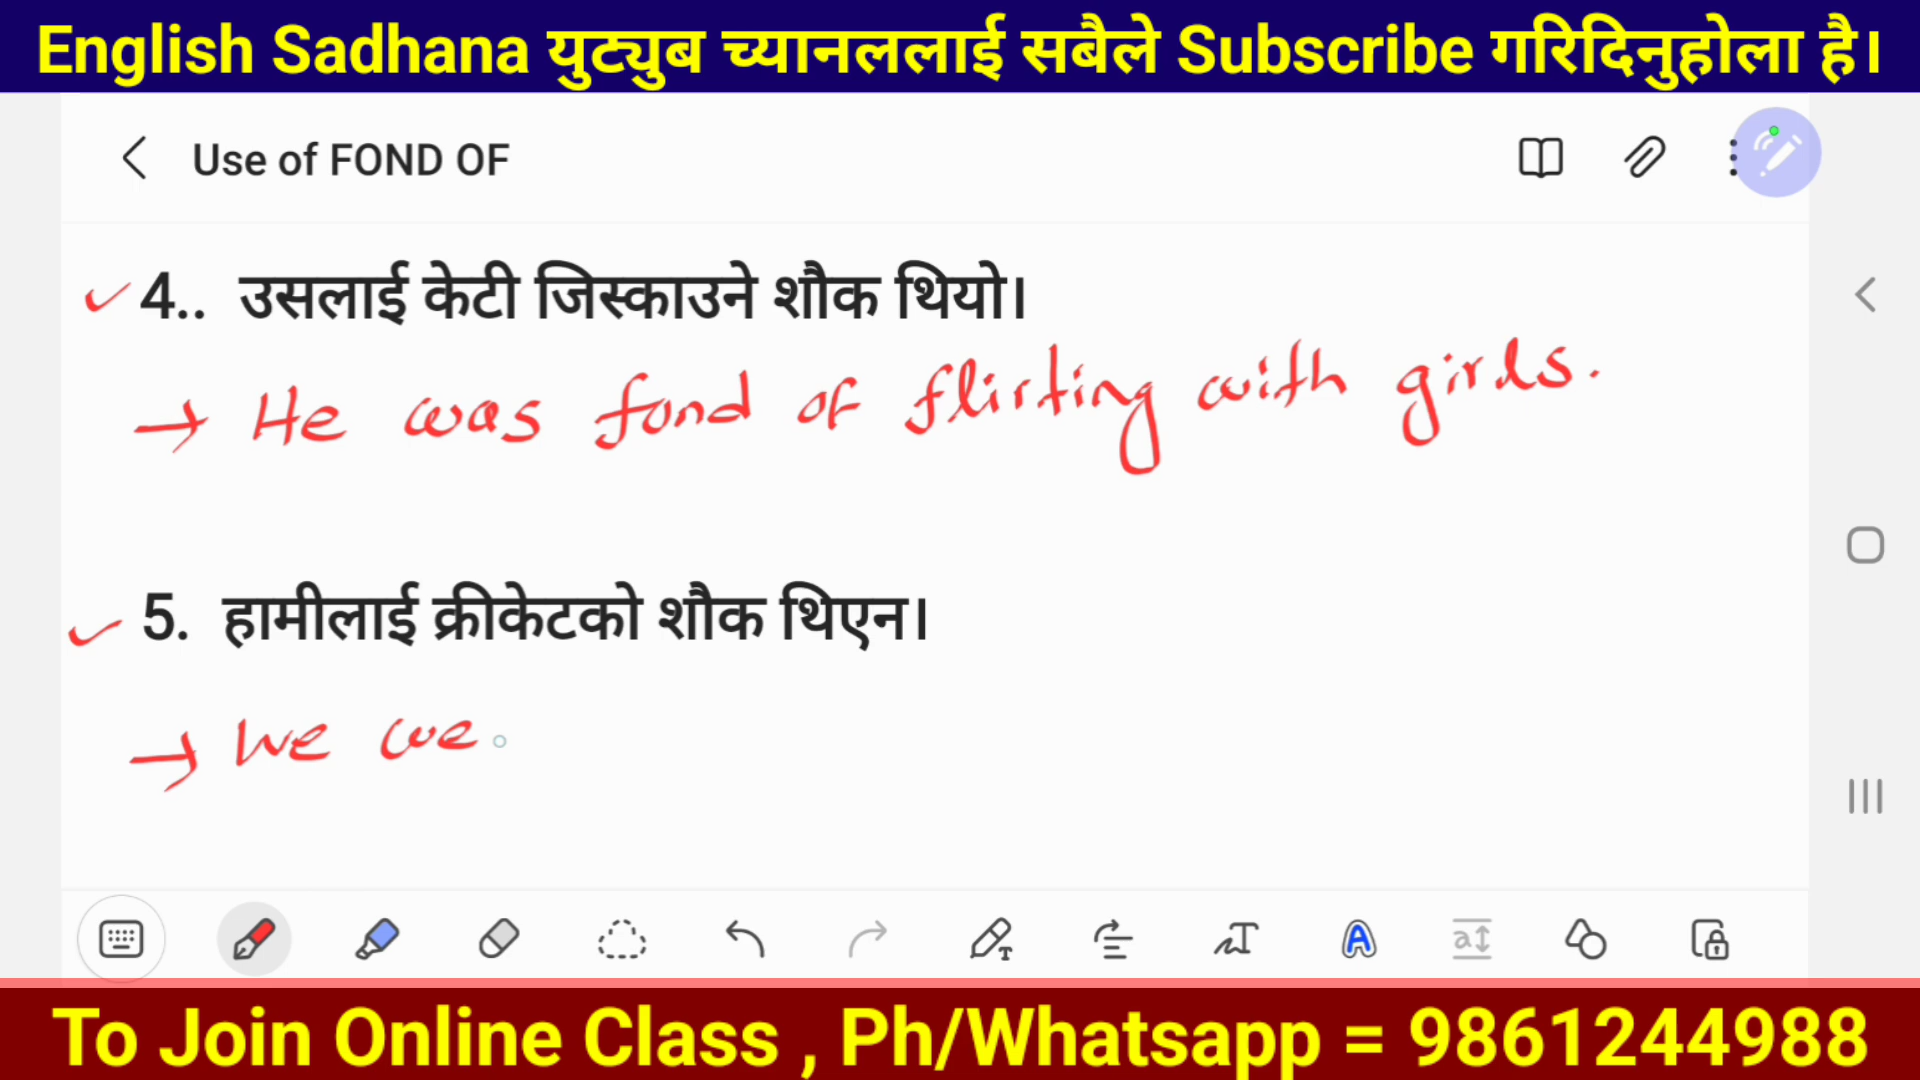 English Sadhana युट्युब च्यानललाई सबैले Subscribe गरिदिनुहोला है।
Use of FOND OF
4.. उसलाई केटी जिस्काउने शौक थियो।
→ He was fond of flirting with girls.
5. हामीलाई क्रीकेटको शौक थिएन।
→ We we
To Join Online Class , Ph/Whatsapp = 9861244988